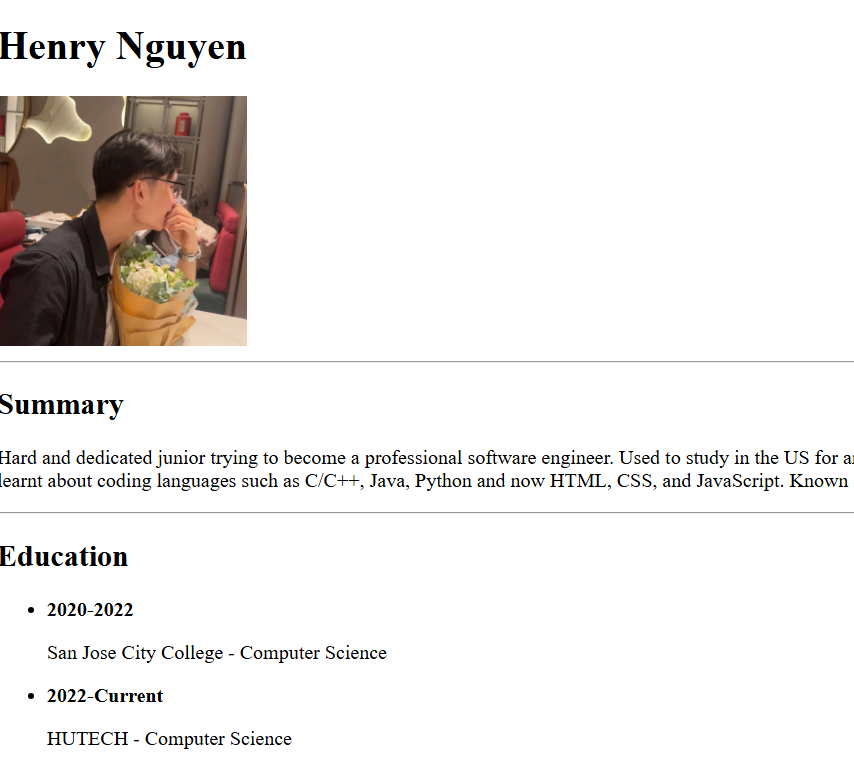 Henry Nguyen
Summary
Hard and dedicated junior trying to become a professional software engineer. Used to study in the US for
learnt about coding languages such as C/C++, Java, Python and now HTML, CSS, and JavaScript. Known
Education
2020-2022
San Jose City College - Computer Science
2022-Current
HUTECH - Computer Science